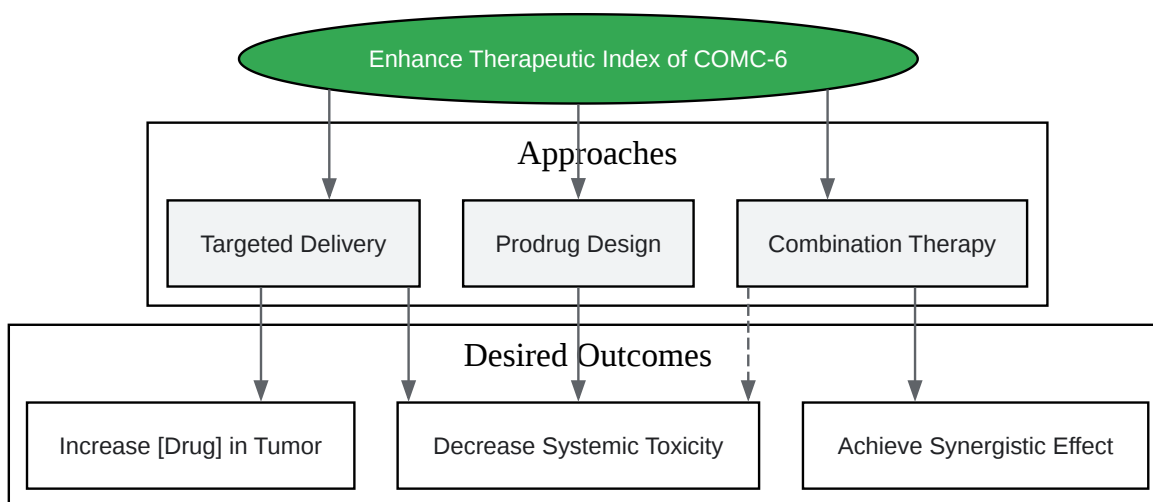 Enhance Therapeutic Index of COMC-6
Approaches
Targeted Delivery
Prodrug Design
Combination Therapy
Desired Outcomes
Increase [Drug] in Tumor
Decrease Systemic Toxicity
Achieve Synergistic Effect